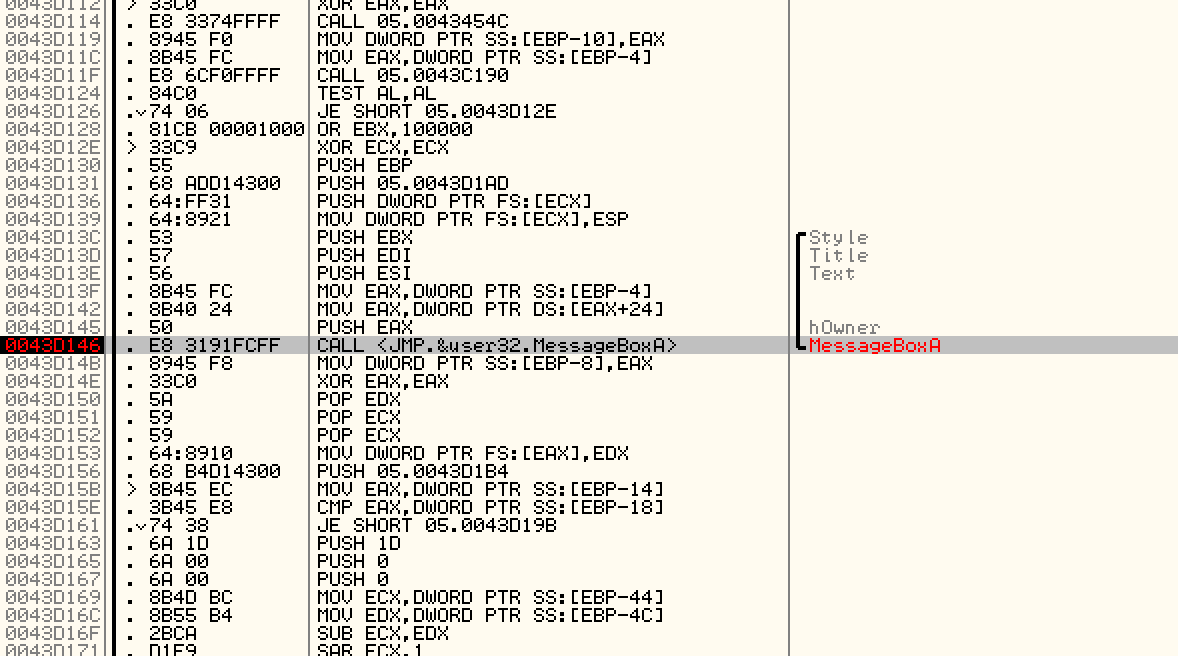 0043D112 > 33C0 XOR EAX,EAX
0043D114 . E8 3374FFFF CALL 05.0043454C
0043D119 . 8945 F0 MOV DWORD PTR SS:[EBP-10],EAX
0043D11C . 8B45 FC MOV EAX,DWORD PTR SS:[EBP-4]
0043D11F . E8 6CF0FFFF CALL 05.0043C190
0043D124 . 84C0 TEST AL,AL
0043D126 .v74 06 JE SHORT 05.0043D12E
0043D128 . 81CB 00001000 OR EBX,100000
0043D12E > 33C9 XOR ECX,ECX
0043D130 . 55 PUSH EBP
0043D131 . 68 ADD14300 PUSH 05.0043D1AD
0043D136 . 64:FF31 PUSH DWORD PTR FS:[ECX]
0043D139 . 64:8921 MOV DWORD PTR FS:[ECX],ESP
0043D13C . 53 PUSH EBX Style
0043D13D . 57 PUSH EDI Title
0043D13E . 56 PUSH ESI Text
0043D13F . 8B45 FC MOV EAX,DWORD PTR SS:[EBP-4]
0043D142 . 8B40 24 MOV EAX,DWORD PTR DS:[EAX+24]
0043D145 . 50 PUSH EAX hOwner
0043D146 . E8 3191FCFF CALL <JMP.&user32.MessageBoxA> MessageBoxA
0043D14B . 8945 F8 MOV DWORD PTR SS:[EBP-8],EAX
0043D14E . 33C0 XOR EAX,EAX
0043D150 . 5A POP EDX
0043D151 . 59 POP ECX
0043D152 . 59 POP ECX
0043D153 . 64:8910 MOV DWORD PTR FS:[EAX],EDX
0043D156 . 68 B4D14300 PUSH 05.0043D1B4
0043D15B > 8B45 EC MOV EAX,DWORD PTR SS:[EBP-14]
0043D15E . 3B45 E8 CMP EAX,DWORD PTR SS:[EBP-18]
0043D161 .v74 38 JE SHORT 05.0043D19B
0043D163 . 6A 1D PUSH 1D
0043D165 . 6A 00 PUSH 0
0043D167 . 6A 00 PUSH 0
0043D169 . 8B4D BC MOV ECX,DWORD PTR SS:[EBP-44]
0043D16C . 8B55 B4 MOV EDX,DWORD PTR SS:[EBP-4C]
0043D16F . 2BCA SUB ECX,EDX
0043D171 . D1F9 SAR ECX,1